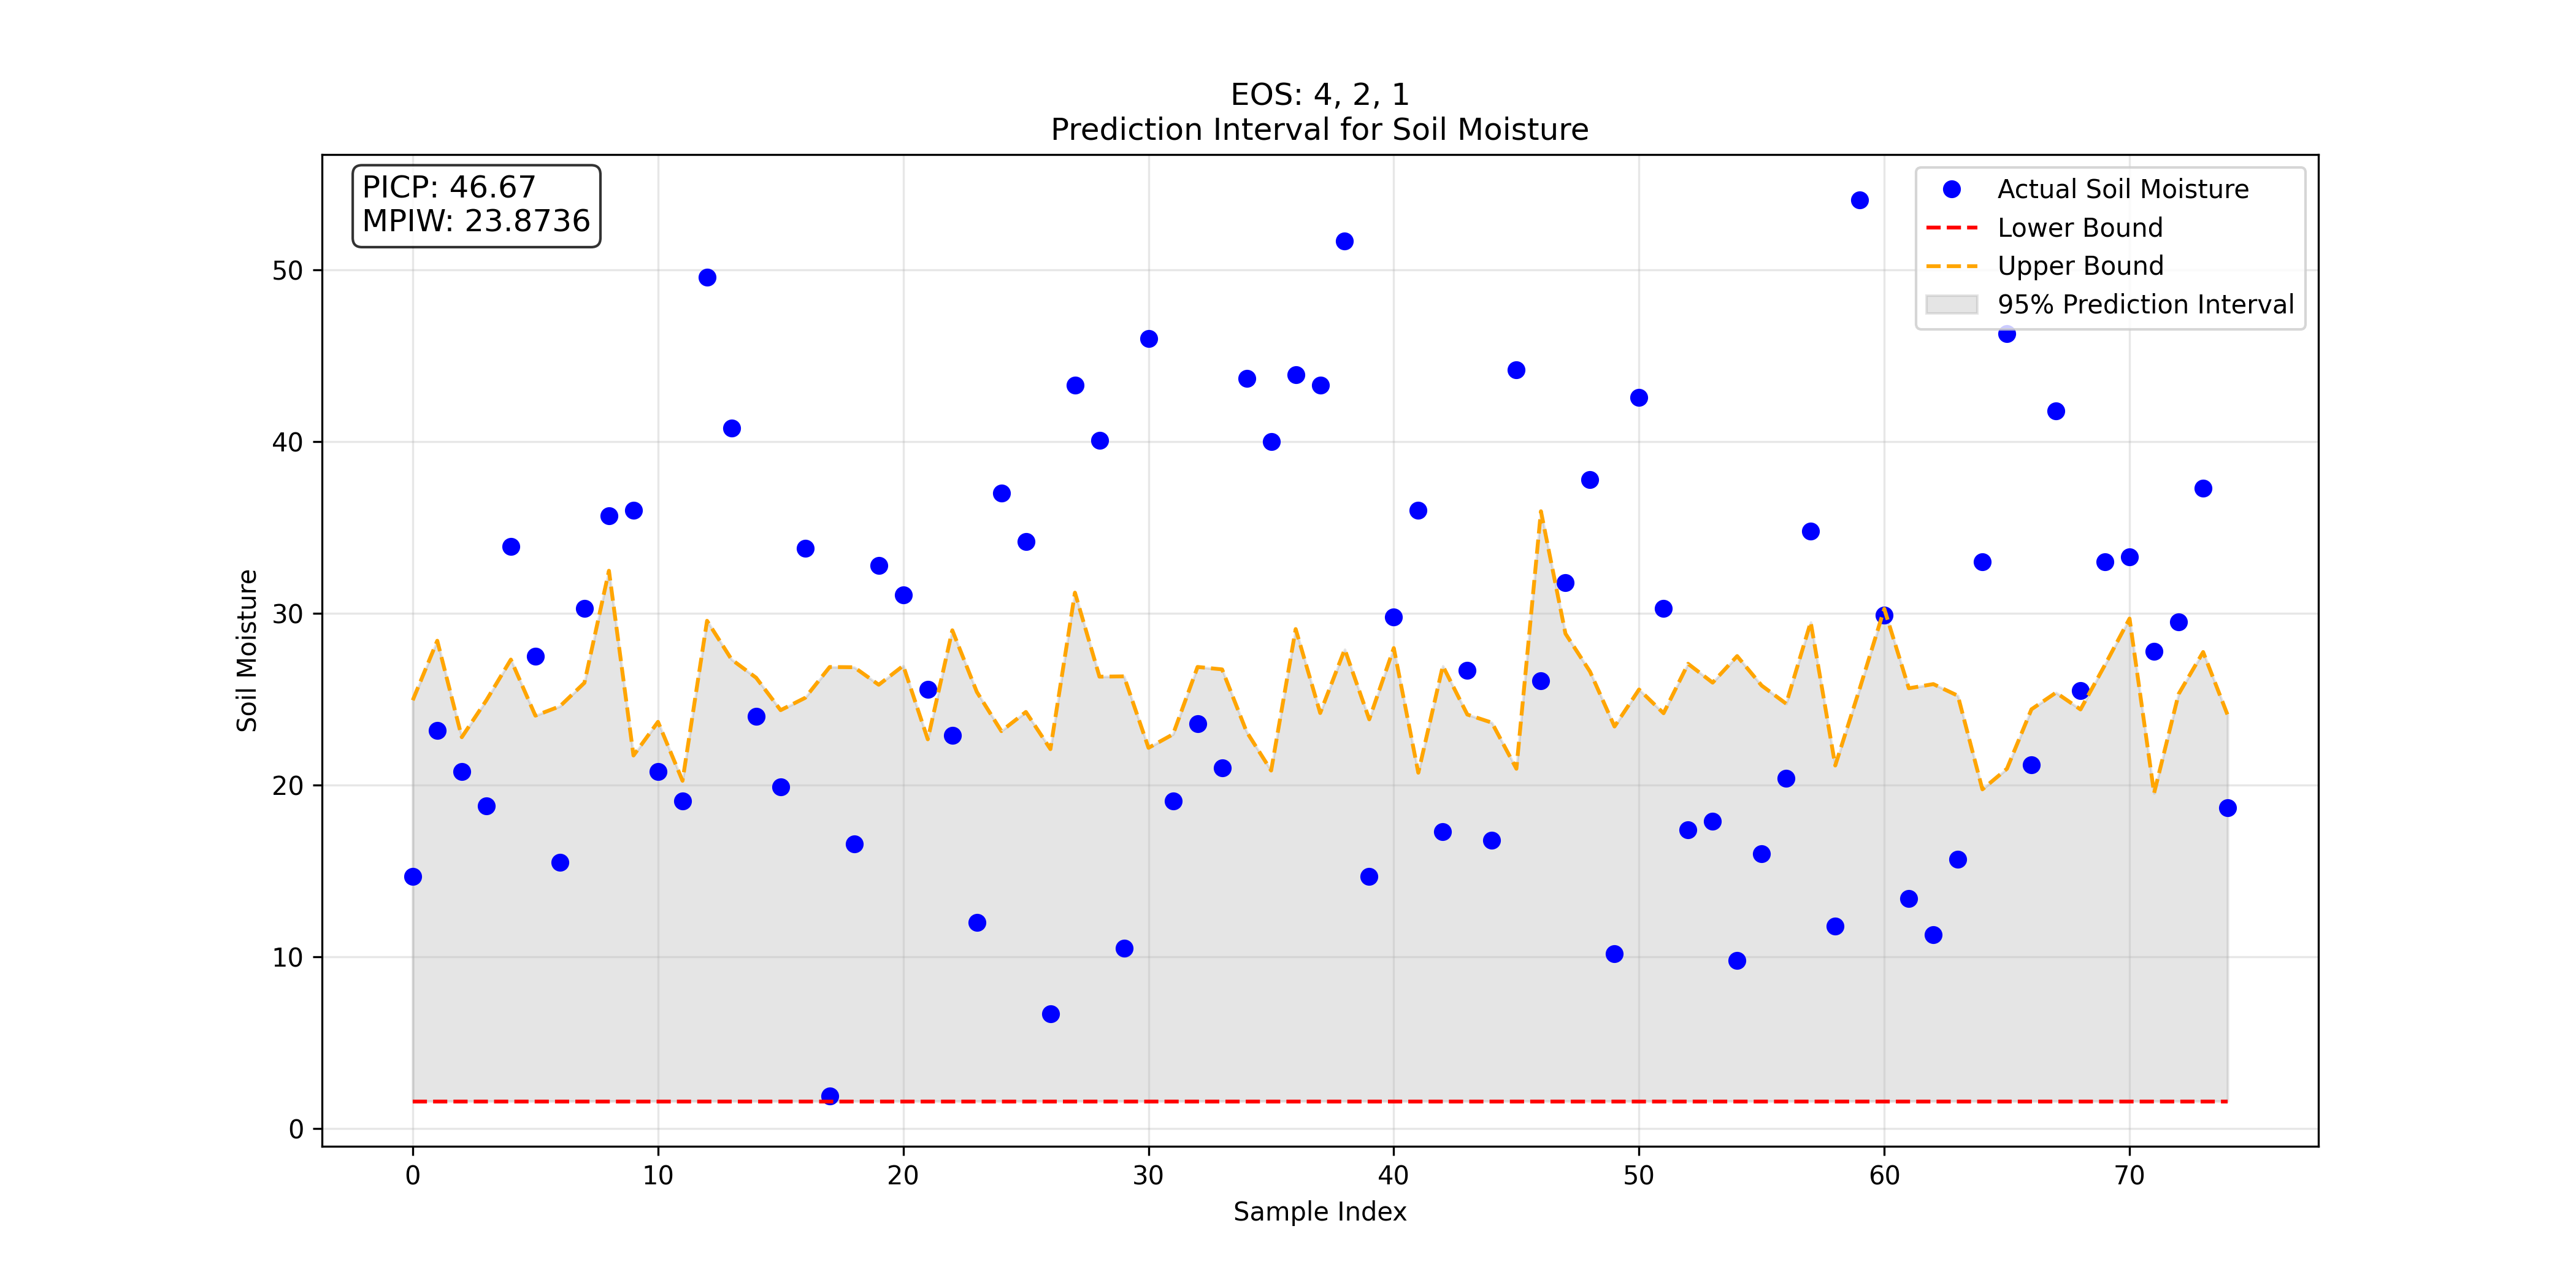 EOS: 4, 2, 1
Prediction Interval for Soil Moisture
PICP: 46.67
MPIW: 23.8736
Actual Soil Moisture
Lower Bound
Upper Bound
95% Prediction Interval
Soil Moisture
50
40
30
20
10
0
0 10 20 30 40 50 60 70
Sample Index